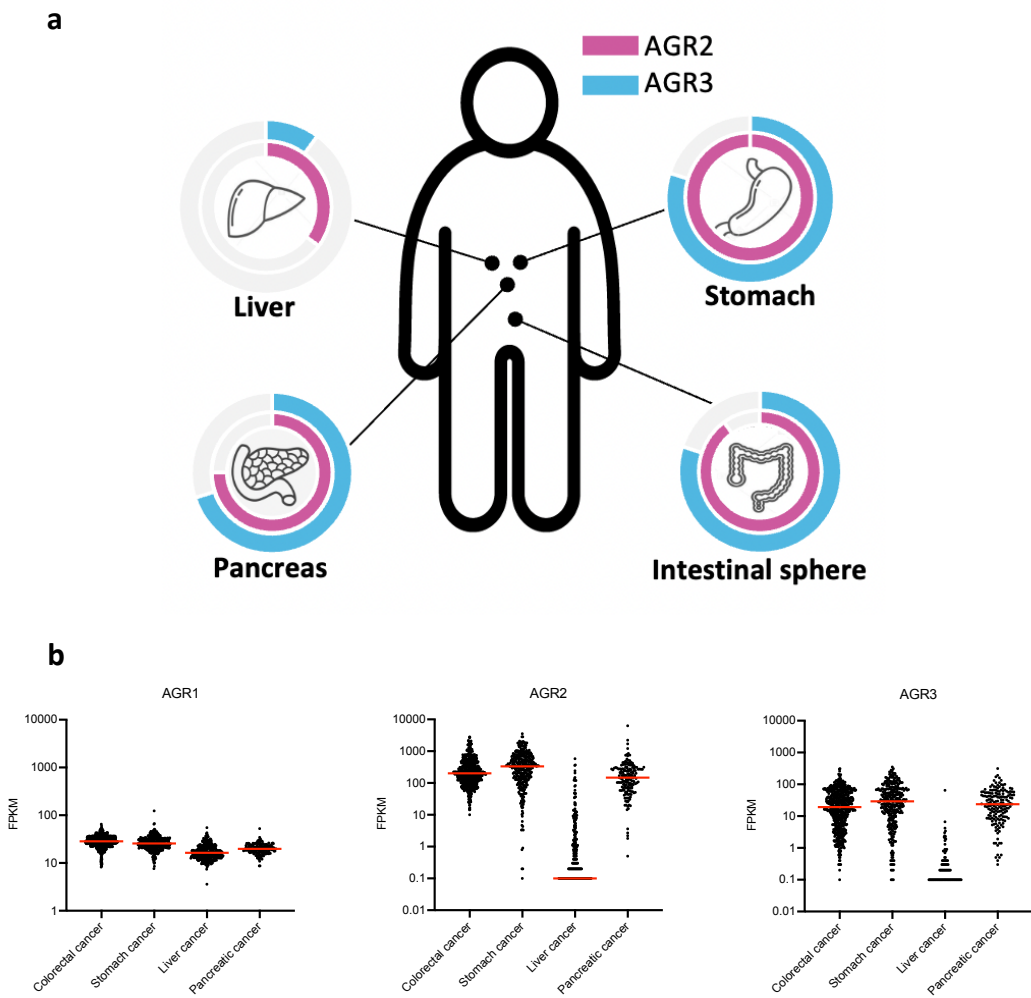 a
AGR2
AGR3
Liver
Stomach
Pancreas
Intestinal sphere
b
AGR1
10000
1000
100
10
1
FPKM
Colorectal cancer
Stomach cancer
Liver cancer
Pancreatic cancer
AGR2
10000
1000
100
10
1
0.1
0.01
FPKM
Colorectal cancer
Stomach cancer
Liver cancer
Pancreatic cancer
AGR3
10000
1000
100
10
1
0.1
0.01
FPKM
Colorectal cancer
Stomach cancer
Liver cancer
Pancreatic cancer